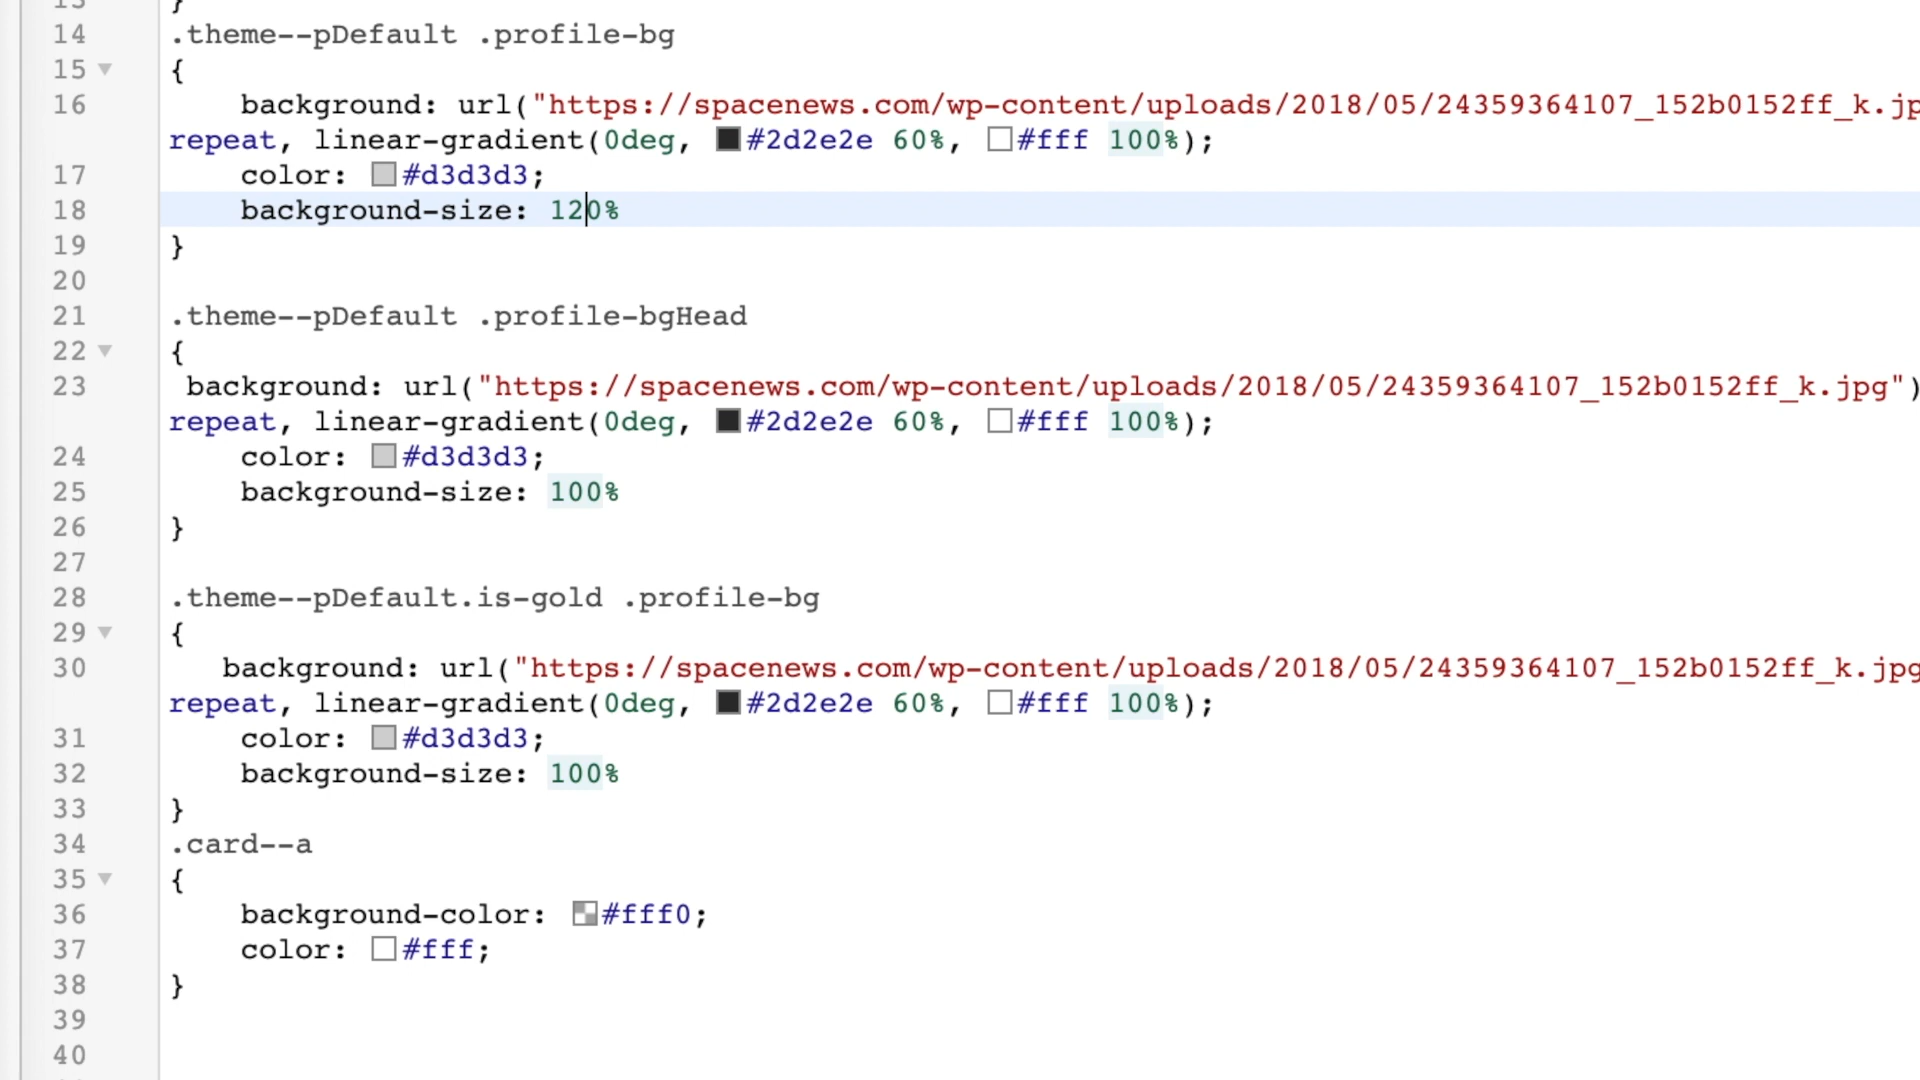 13 }
14 .theme--pDefault .profile-bg
15 {
16 background: url("https://spacenews.com/wp-content/uploads/2018/05/24359364107_152b0152ff_k.jp
repeat, linear-gradient(0deg, #2d2e2e 60%, #fff 100%);
17 color: #d3d3d3;
18 background-size: 120%
19 }
20
21 .theme--pDefault .profile-bgHead
22 {
23 background: url("https://spacenews.com/wp-content/uploads/2018/05/24359364107_152b0152ff_k.jpg")
repeat, linear-gradient(0deg, #2d2e2e 60%, #fff 100%);
24 color: #d3d3d3;
25 background-size: 100%
26 }
27
28 .theme--pDefault.is-gold .profile-bg
29 {
30 background: url("https://spacenews.com/wp-content/uploads/2018/05/24359364107_152b0152ff_k.jpg
repeat, linear-gradient(0deg, #2d2e2e 60%, #fff 100%);
31 color: #d3d3d3;
32 background-size: 100%
33 }
34 .card--a
35 {
36 background-color: #fff0;
37 color: #fff;
38 }
39
40